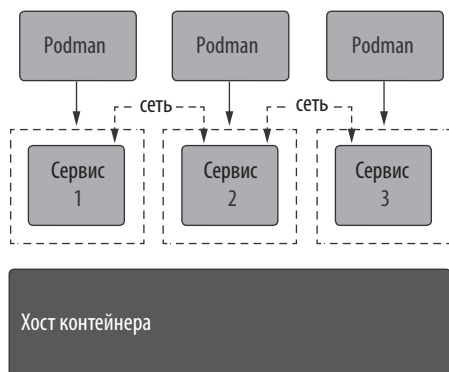 Podman
Podman
Podman
сеть
сеть
Сервис
1
Сервис
2
Сервис
3
Хост контейнера